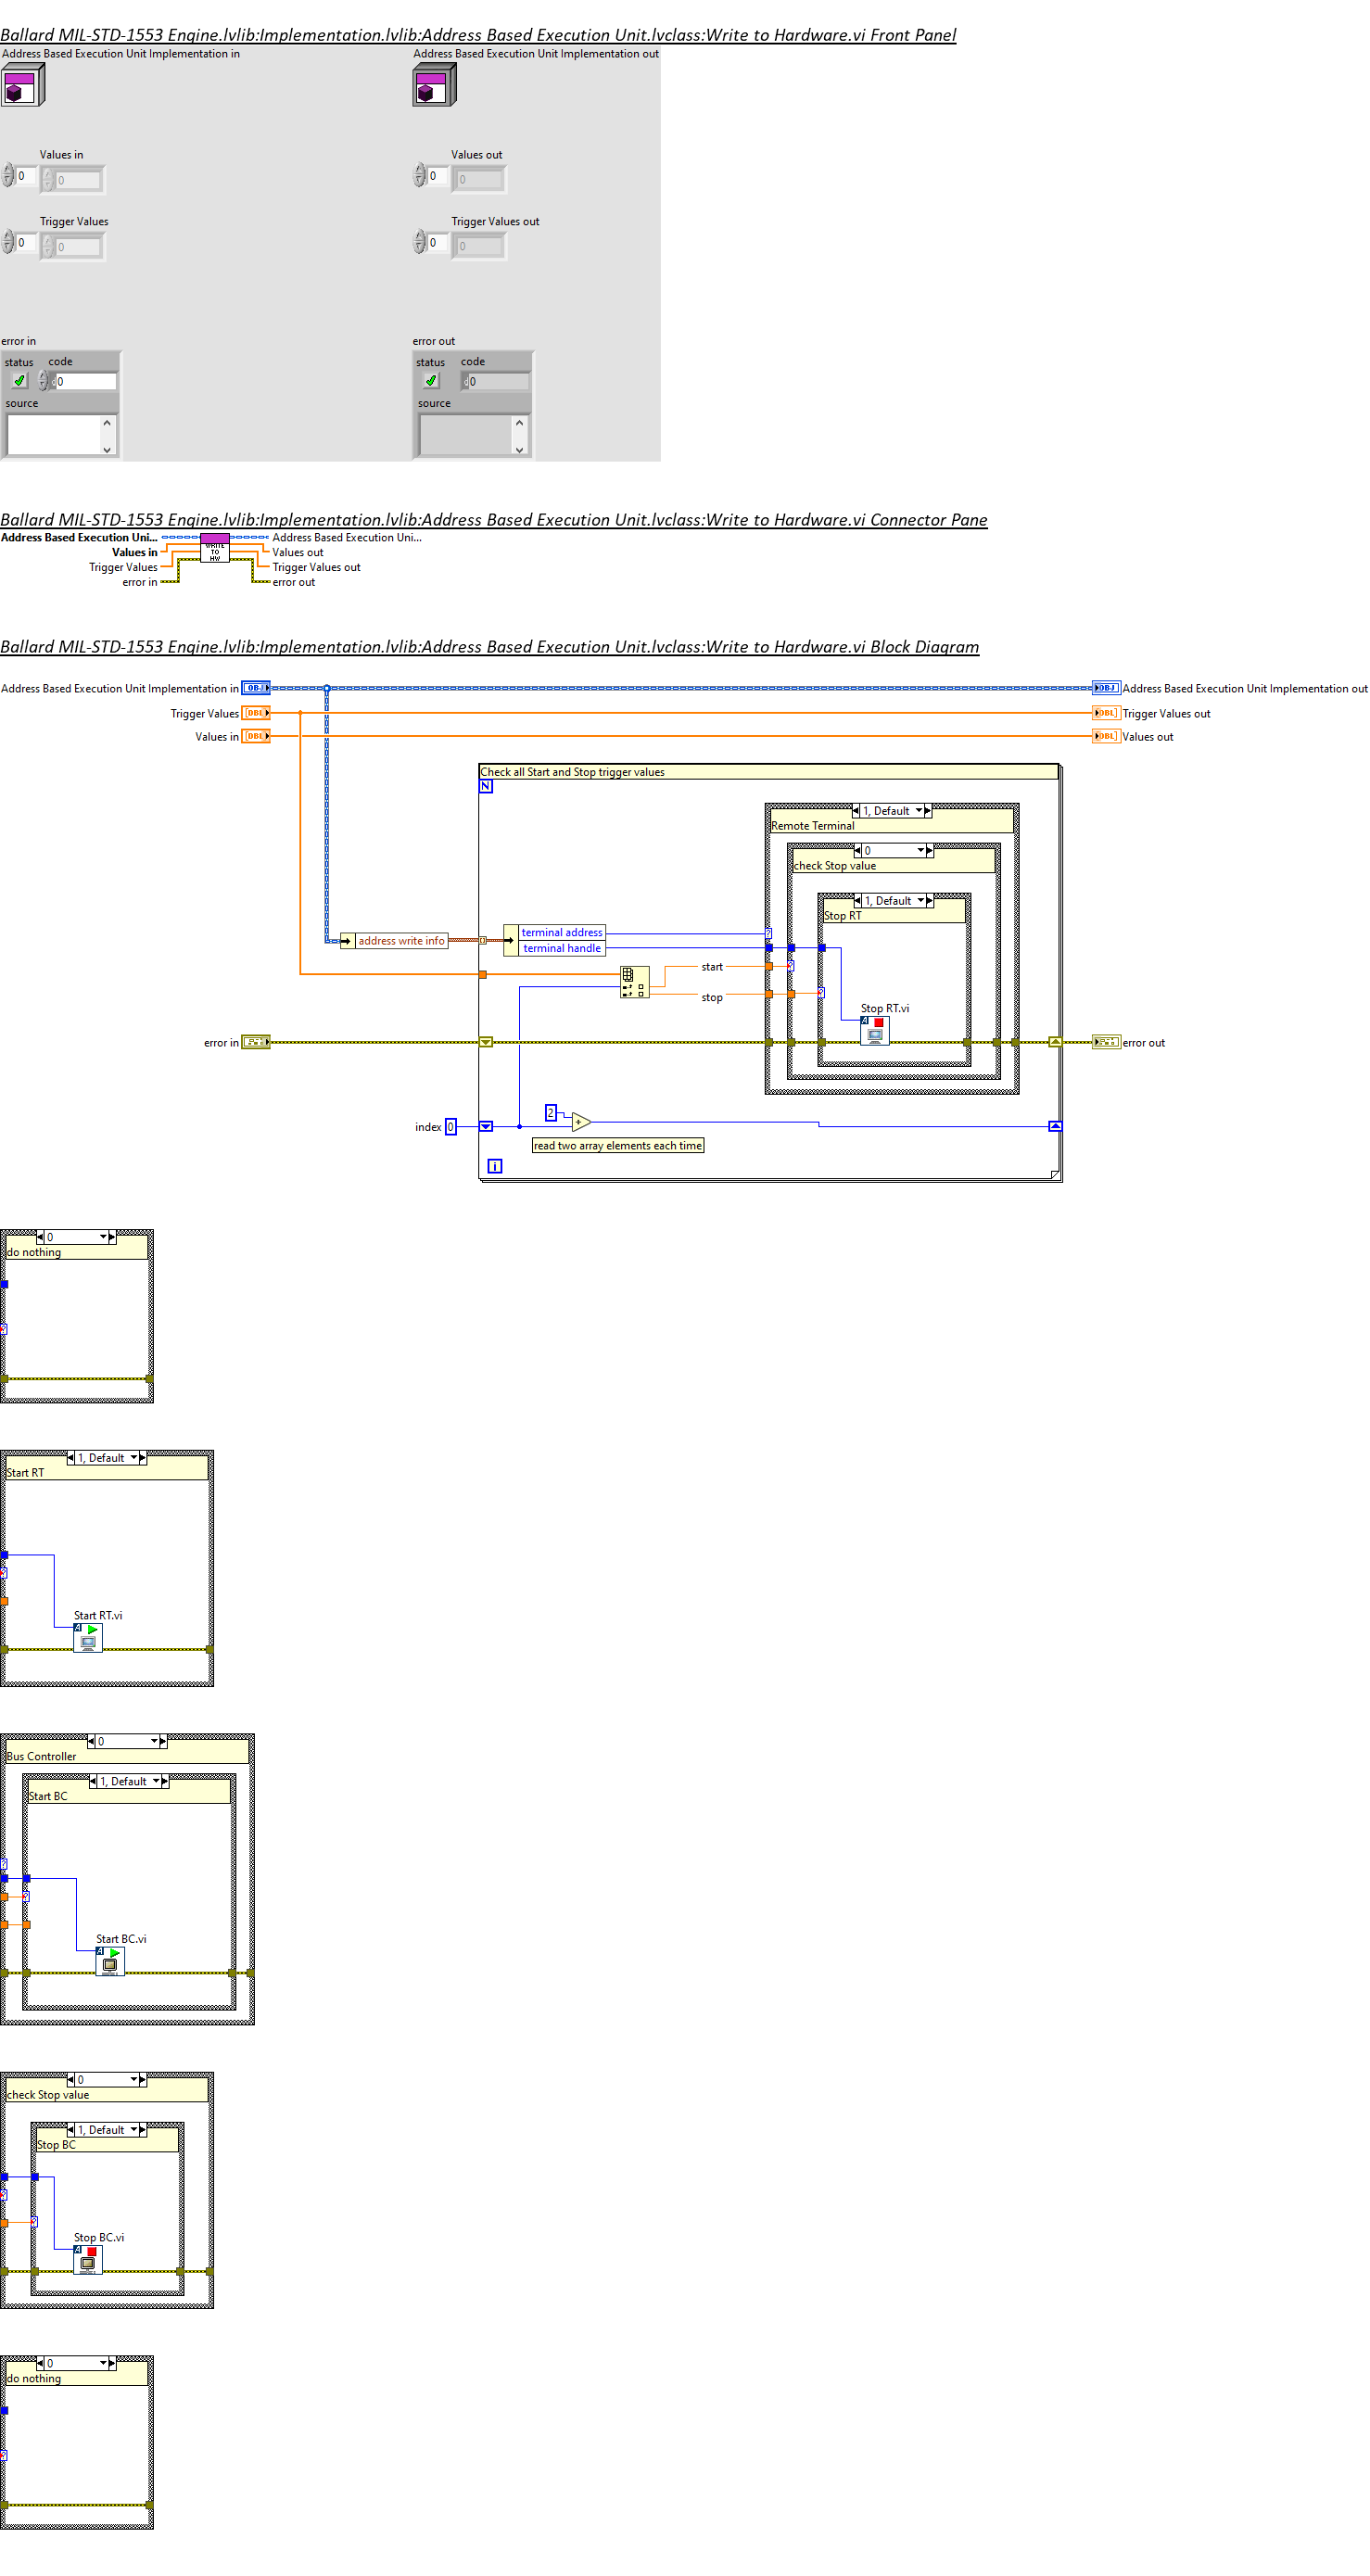 Ballard MIL-STD-1553 Engine.lvlib:Implementation.lvlib:Address Based Execution Unit.lvclass:Write to Hardware.vi Front Panel
Address Based Execution Unit Implementation in
Address Based Execution Unit Implementation out
Values in
Values out
0
0
0
0
Trigger Values
Trigger Values out
0
0
0
0
error in
error out
status
code
status
code
d0
d0
source
source
Ballard MIL-STD-1553 Engine.lvlib:Implementation.lvlib:Address Based Execution Unit.lvclass:Write to Hardware.vi Connector Pane
Address Based Execution Uni...
Address Based Execution Uni...
Values in
WRITE TO HW
Values out
Trigger Values
Trigger Values out
error in
error out
Ballard MIL-STD-1553 Engine.lvlib:Implementation.lvlib:Address Based Execution Unit.lvclass:Write to Hardware.vi Block Diagram
Address Based Execution Unit Implementation in
OBJ
OBJ
Address Based Execution Unit Implementation out
Trigger Values
[DBL]
[DBL]
Trigger Values out
Values in
[DBL]
[DBL]
Values out
Check all Start and Stop trigger values
N
1, Default
Remote Terminal
0
check Stop value
1, Default
Stop RT
address write info
terminal address
terminal handle
?
start
stop
Stop RT.vi
A
error in
error out
index
0
2
+
read two array elements each time
i
0
do nothing
1, Default
Start RT
Start RT.vi
A
0
Bus Controller
1, Default
Start BC
?
Start BC.vi
A
0
check Stop value
1, Default
Stop BC
Stop BC.vi
A
0
do nothing